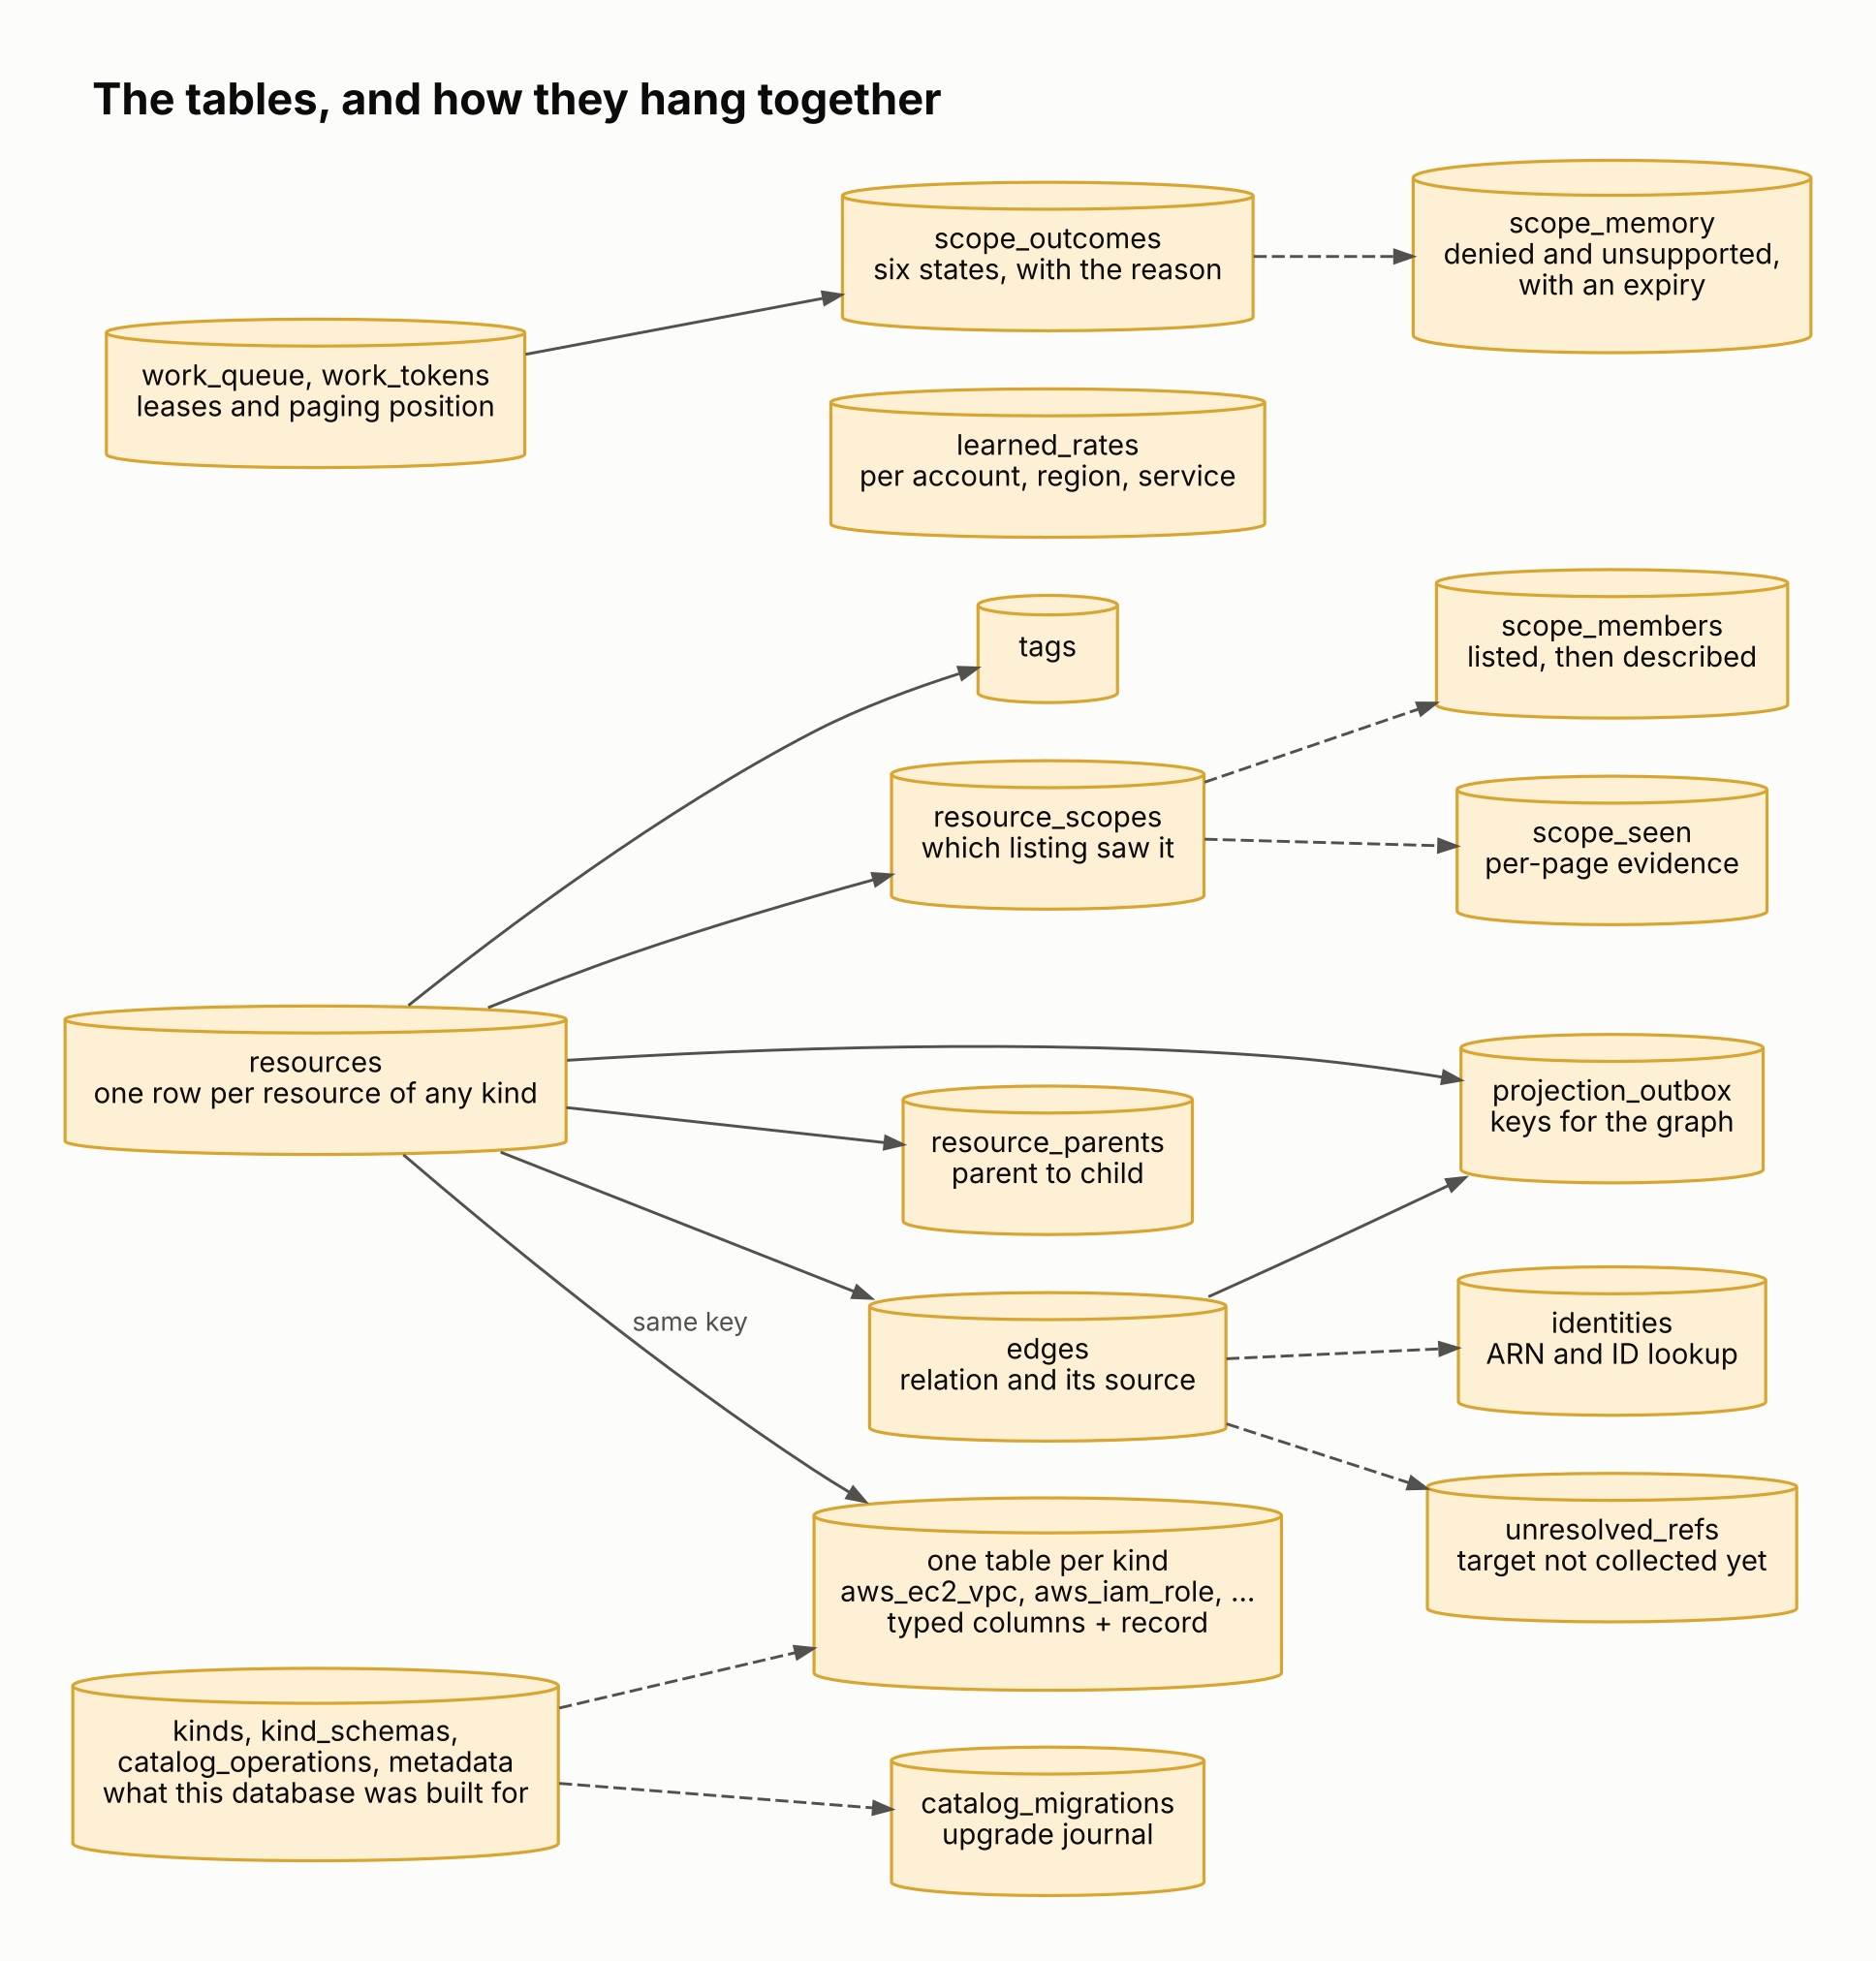 The tables, and how they hang together
scope_outcomes
six states, with the reason
scope_memory
denied and unsupported,
with an expiry
work_queue, work_tokens
leases and paging position
learned_rates
per account, region, service
tags
scope_members
listed, then described
resource_scopes
which listing saw it
scope_seen
per-page evidence
resources
one row per resource of any kind
projection_outbox
keys for the graph
resource_parents
parent to child
same key
edges
relation and its source
identities
ARN and ID lookup
unresolved_refs
target not collected yet
one table per kind
aws_ec2_vpc, aws_iam_role, ...
typed columns + record
kinds, kind_schemas,
catalog_operations, metadata
what this database was built for
catalog_migrations
upgrade journal